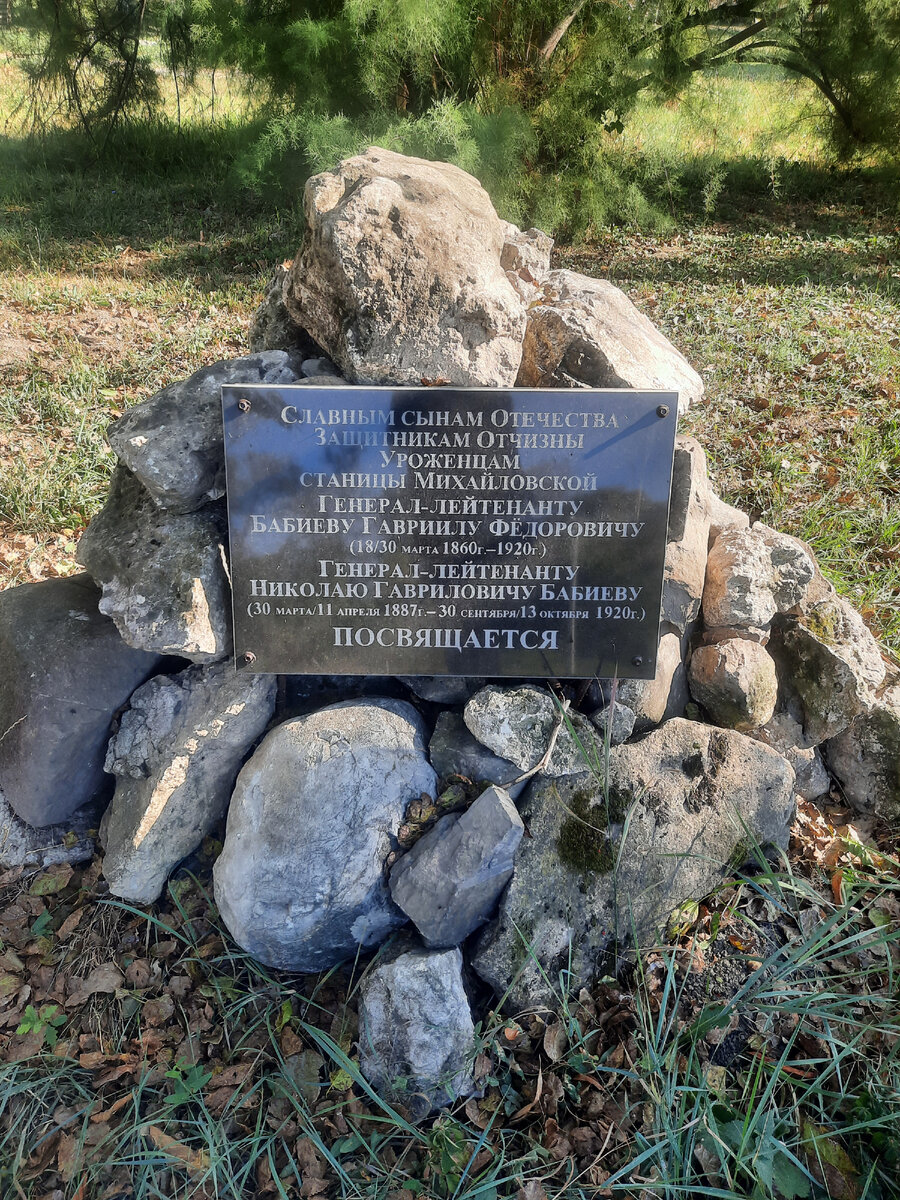 Славным сынам Отечества
Защитникам Отчизны
Уроженцам
станицы Михайловской
Генерал-лейтенанту
Бабиеву Гавриилу Фёдоровичу
(18/30 марта 1860г.–1920г.)
Генерал-лейтенанту
Николаю Гавриловичу Бабиеву
(30 марта/11 апреля 1887г.– 30 сентября/13 октября 1920г.)
посвящается